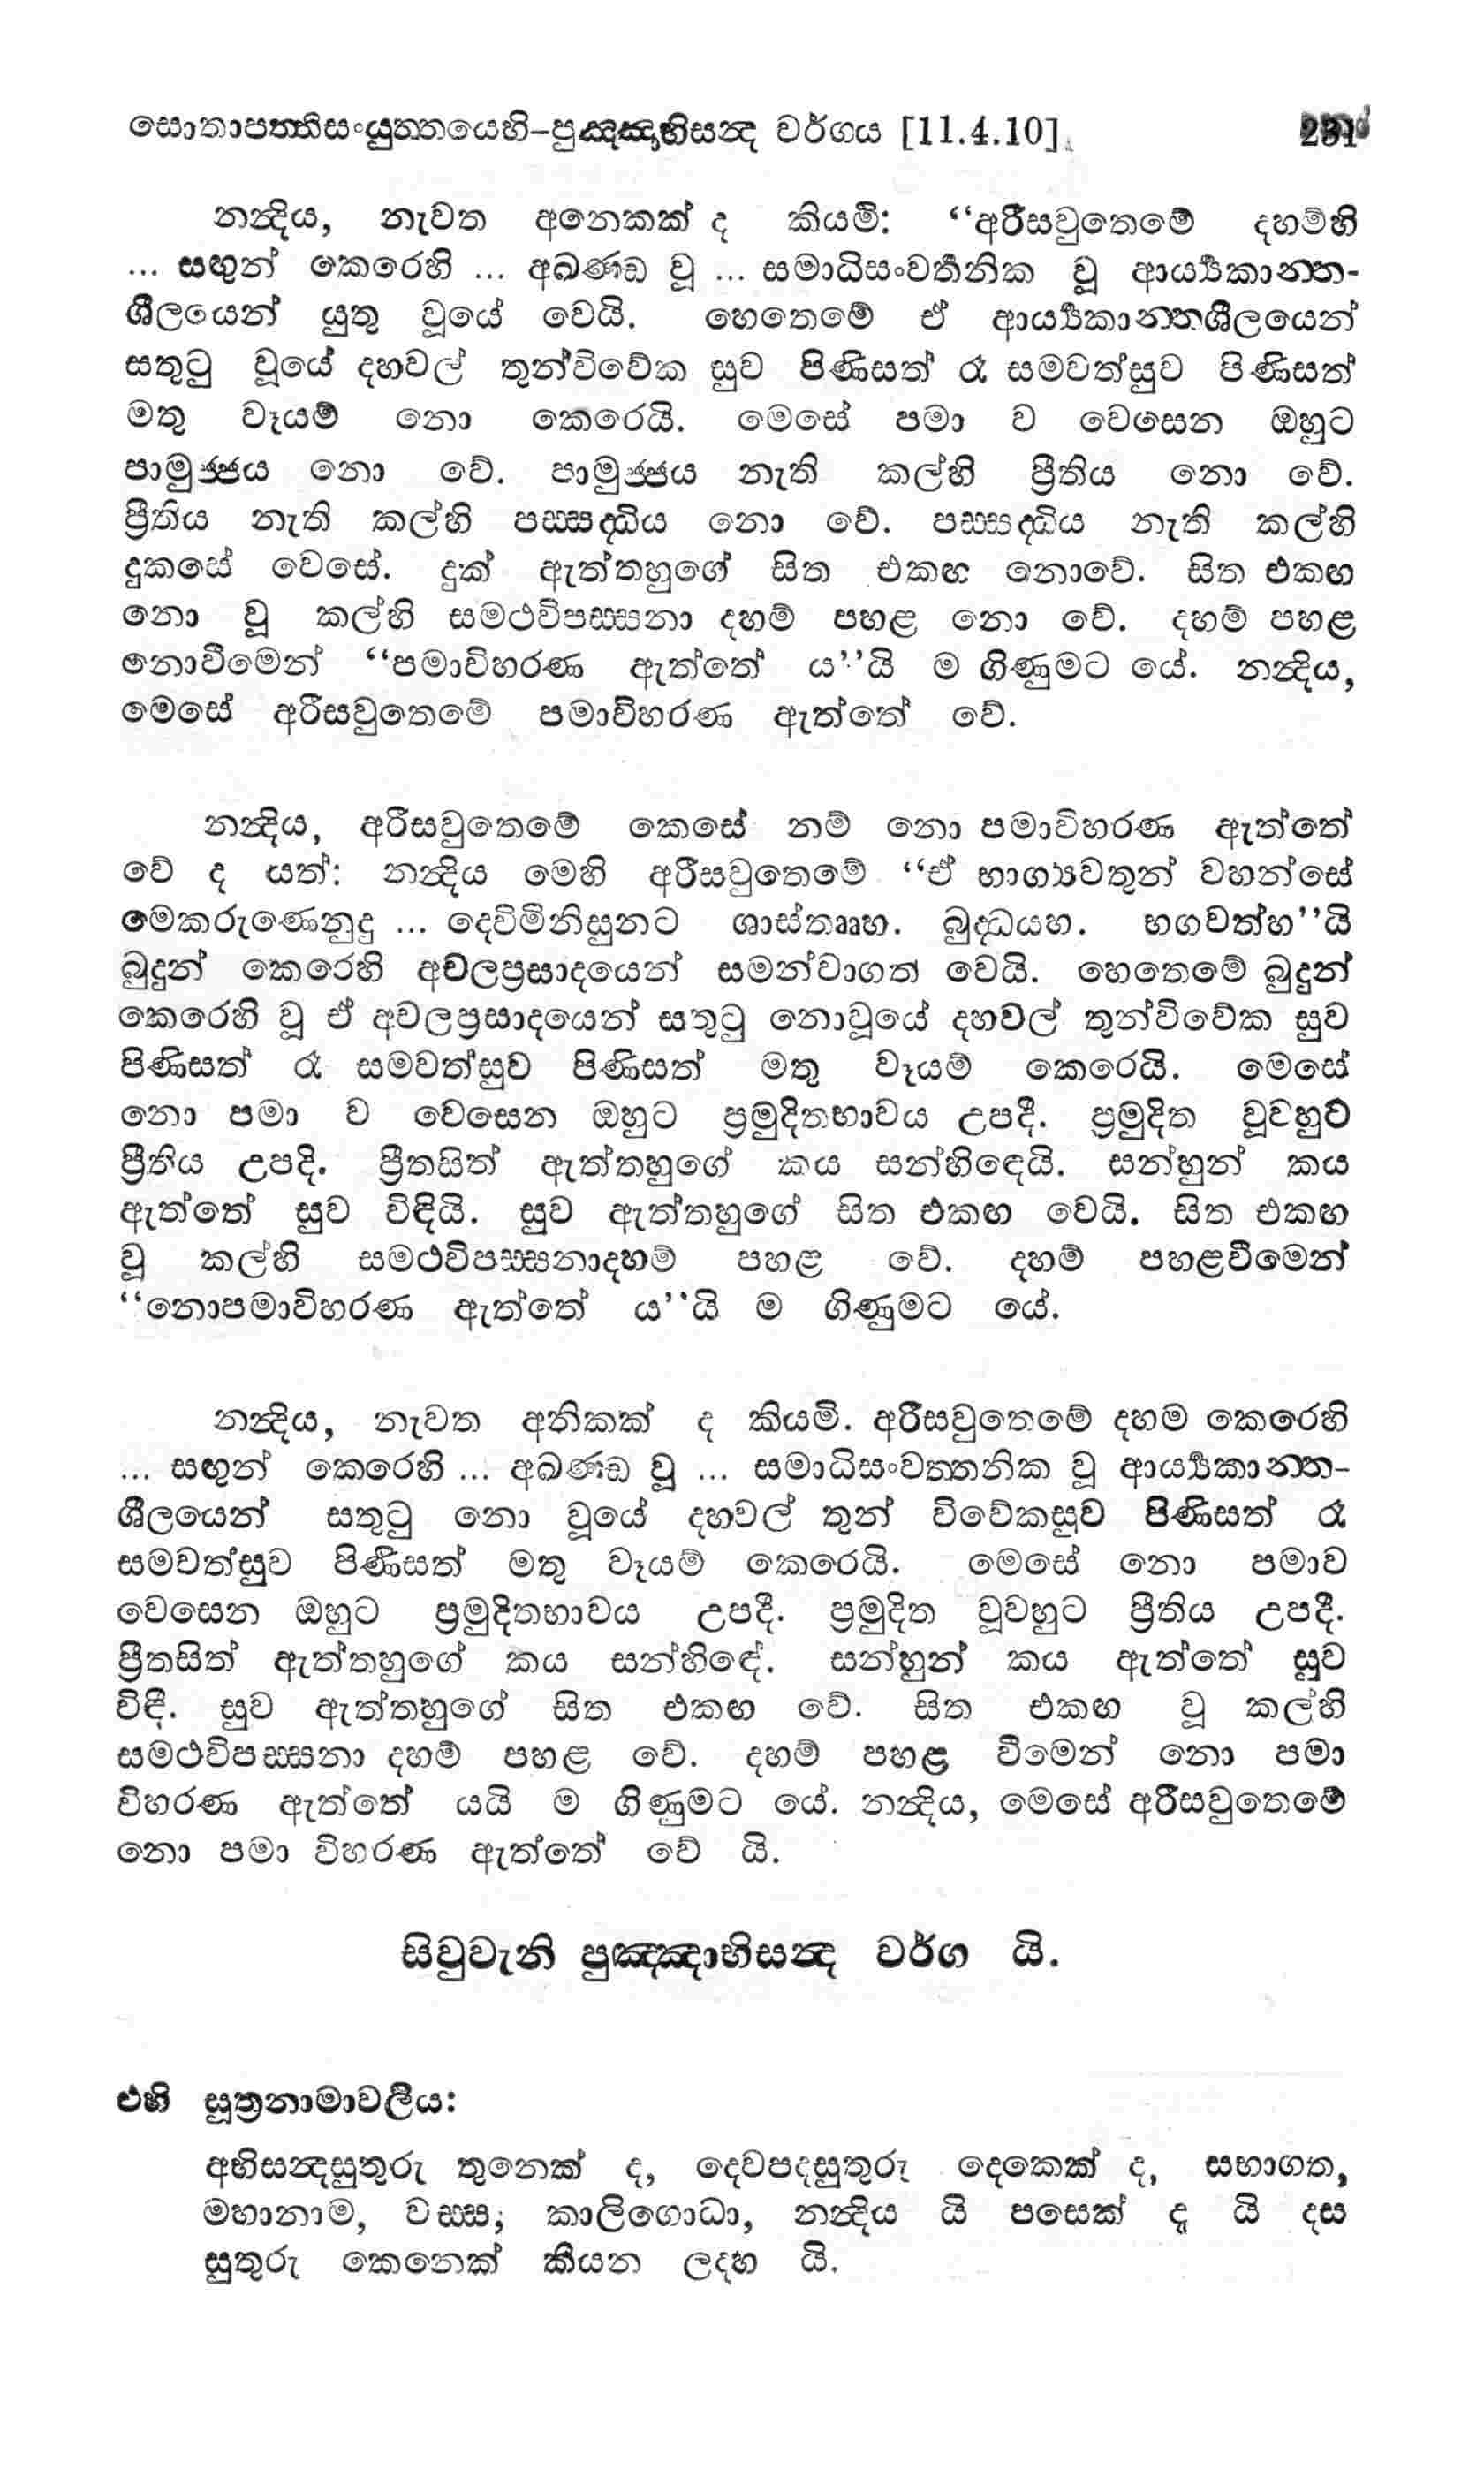 සොතාපත්තිසංයුත්තයෙහි-පුඤ්ඤාභිසන්‍ද වර්ගය [11.4.10]
නන්‍දිය, නැවත අනෙකක් ද කියමි: “අරිසවුතෙමේ දහම්හි
... සඟුන් කෙරෙහි ... අඛණ්ඩ වූ ... සමාධිසංවර්තනික වූ ආර්‍ය්‍යකාන්ත-
ශීලයෙන් යුතු වූයේ වෙයි. හෙතෙමේ ඒ ආර්‍ය්‍යකාන්තශීලයෙන්
සතුටු වූයේ දහවල් තුන්විවේක සුව පිණිසත් රෑ සමවත්සුව පිණිසත්
මතු වෑයම් නො කෙරෙයි. මෙසේ පමා ව වෙසෙන ඔහුට
පාමුජ්ජය නො වේ. පාමුජ්ජය නැති කල්හි ප්‍රීතිය නො වේ.
ප්‍රීතිය නැති කල්හි පස්සද්ධිය නො වේ. පස්සද්ධිය නැති කල්හි
දුකසේ වෙසේ. දුක් ඇත්තහුගේ සිත එකඟ නොවේ. සිත එකඟ
නො වූ කල්හි සමථවිපස්සනා දහම් පහළ නො වේ. දහම් පහළ
නොවීමෙන් “පමාවිහරණ ඇත්තේ ය”යි ම ගිණුමට යේ. නන්‍දිය,
මෙසේ අරිසවුතෙමේ පමාවිහරණ ඇත්තේ වේ.
නන්‍දිය, අරිසවුතෙමේ කෙසේ නම් නො පමාවිහරණ ඇත්තේ
වේ ද යත්: නන්‍දිය මෙහි අරිසවුතෙමේ “ඒ භාග්‍යවතුන් වහන්සේ
මෙකරුණෙනුදු ... දෙවිමිනිසුනට ශාස්තෲහ. බුද්ධයහ. භගවත්හ”යි
බුදුන් කෙරෙහි අචලප්‍රසාදයෙන් සමන්වාගත වෙයි. හෙතෙමේ බුදුන්
කෙරෙහි වූ ඒ අචලප්‍රසාදයෙන් සතුටු නොවූයේ දහවල් තුන්විවේක සුව
පිණිසත් රෑ සමවත්සුව පිණිසත් මතු වෑයම් කෙරෙයි. මෙසේ
නො පමා ව වෙසෙන ඔහුට ප්‍රමුදිතභාවය උපදී. ප්‍රමුදිත වූවහුට
ප්‍රීතිය උපදි. ප්‍රීතසිත් ඇත්තහුගේ කය සන්හිඳෙයි. සන්හුන් කය
ඇත්තේ සුව විඳියි. සුව ඇත්තහුගේ සිත එකඟ වෙයි. සිත එකඟ
වූ කල්හි සමථවිපස්සනාදහම් පහළ වේ. දහම් පහළවීමෙන්
“නොපමාවිහරණ ඇත්තේ ය”යි ම ගිණුමට යේ.
නන්‍දිය, නැවත අනිකක් ද කියමි. අරිසවුතෙමේ දහම කෙරෙහි
... සඟුන් කෙරෙහි ... අඛණ්ඩ වූ ... සමාධිසංවත්තනික වූ ආර්‍ය්‍යකාන්ත-
ශීලයෙන් සතුටු නො වූයේ දහවල් තුන් විවේකසුව පිණිසත් රෑ
සමවත්සුව පිණිසත් මතු වෑයම් කෙරෙයි. මෙසේ නො පමාව
වෙසෙන ඔහුට ප්‍රමුදිතභාවය උපදී. ප්‍රමුදිත වූවහුට ප්‍රීතිය උපදී.
ප්‍රීතසිත් ඇත්තහුගේ කය සන්හිඳේ. සන්හුන් කය ඇත්තේ සුව
විඳී. සුව ඇත්තහුගේ සිත එකඟ වේ. සිත එකඟ වූ කල්හි
සමථවිපස්සනා දහම් පහළ වේ. දහම් පහළ වීමෙන් නො පමා
විහරණ ඇත්තේ යයි ම ගිණුමට යේ. නන්‍දිය, මෙසේ අරිසවුතෙමේ
නො පමා විහරණ ඇත්තේ වේ යි.
සිවුවැනි පුඤ්ඤාභිසන්‍ද වර්ග යි.
එහි සූත්‍රනාමාවලිය:
අභිසන්‍දසුතුරු තුනෙක් ද, දෙවපදසුතුරු දෙකෙක් ද, සභාගත,
මහානාම, වස්ස, කාලිගොධා, නන්‍දිය යි පසෙක් ද යි දස
සුතුරු කෙනෙක් කියන ලදහ යි.